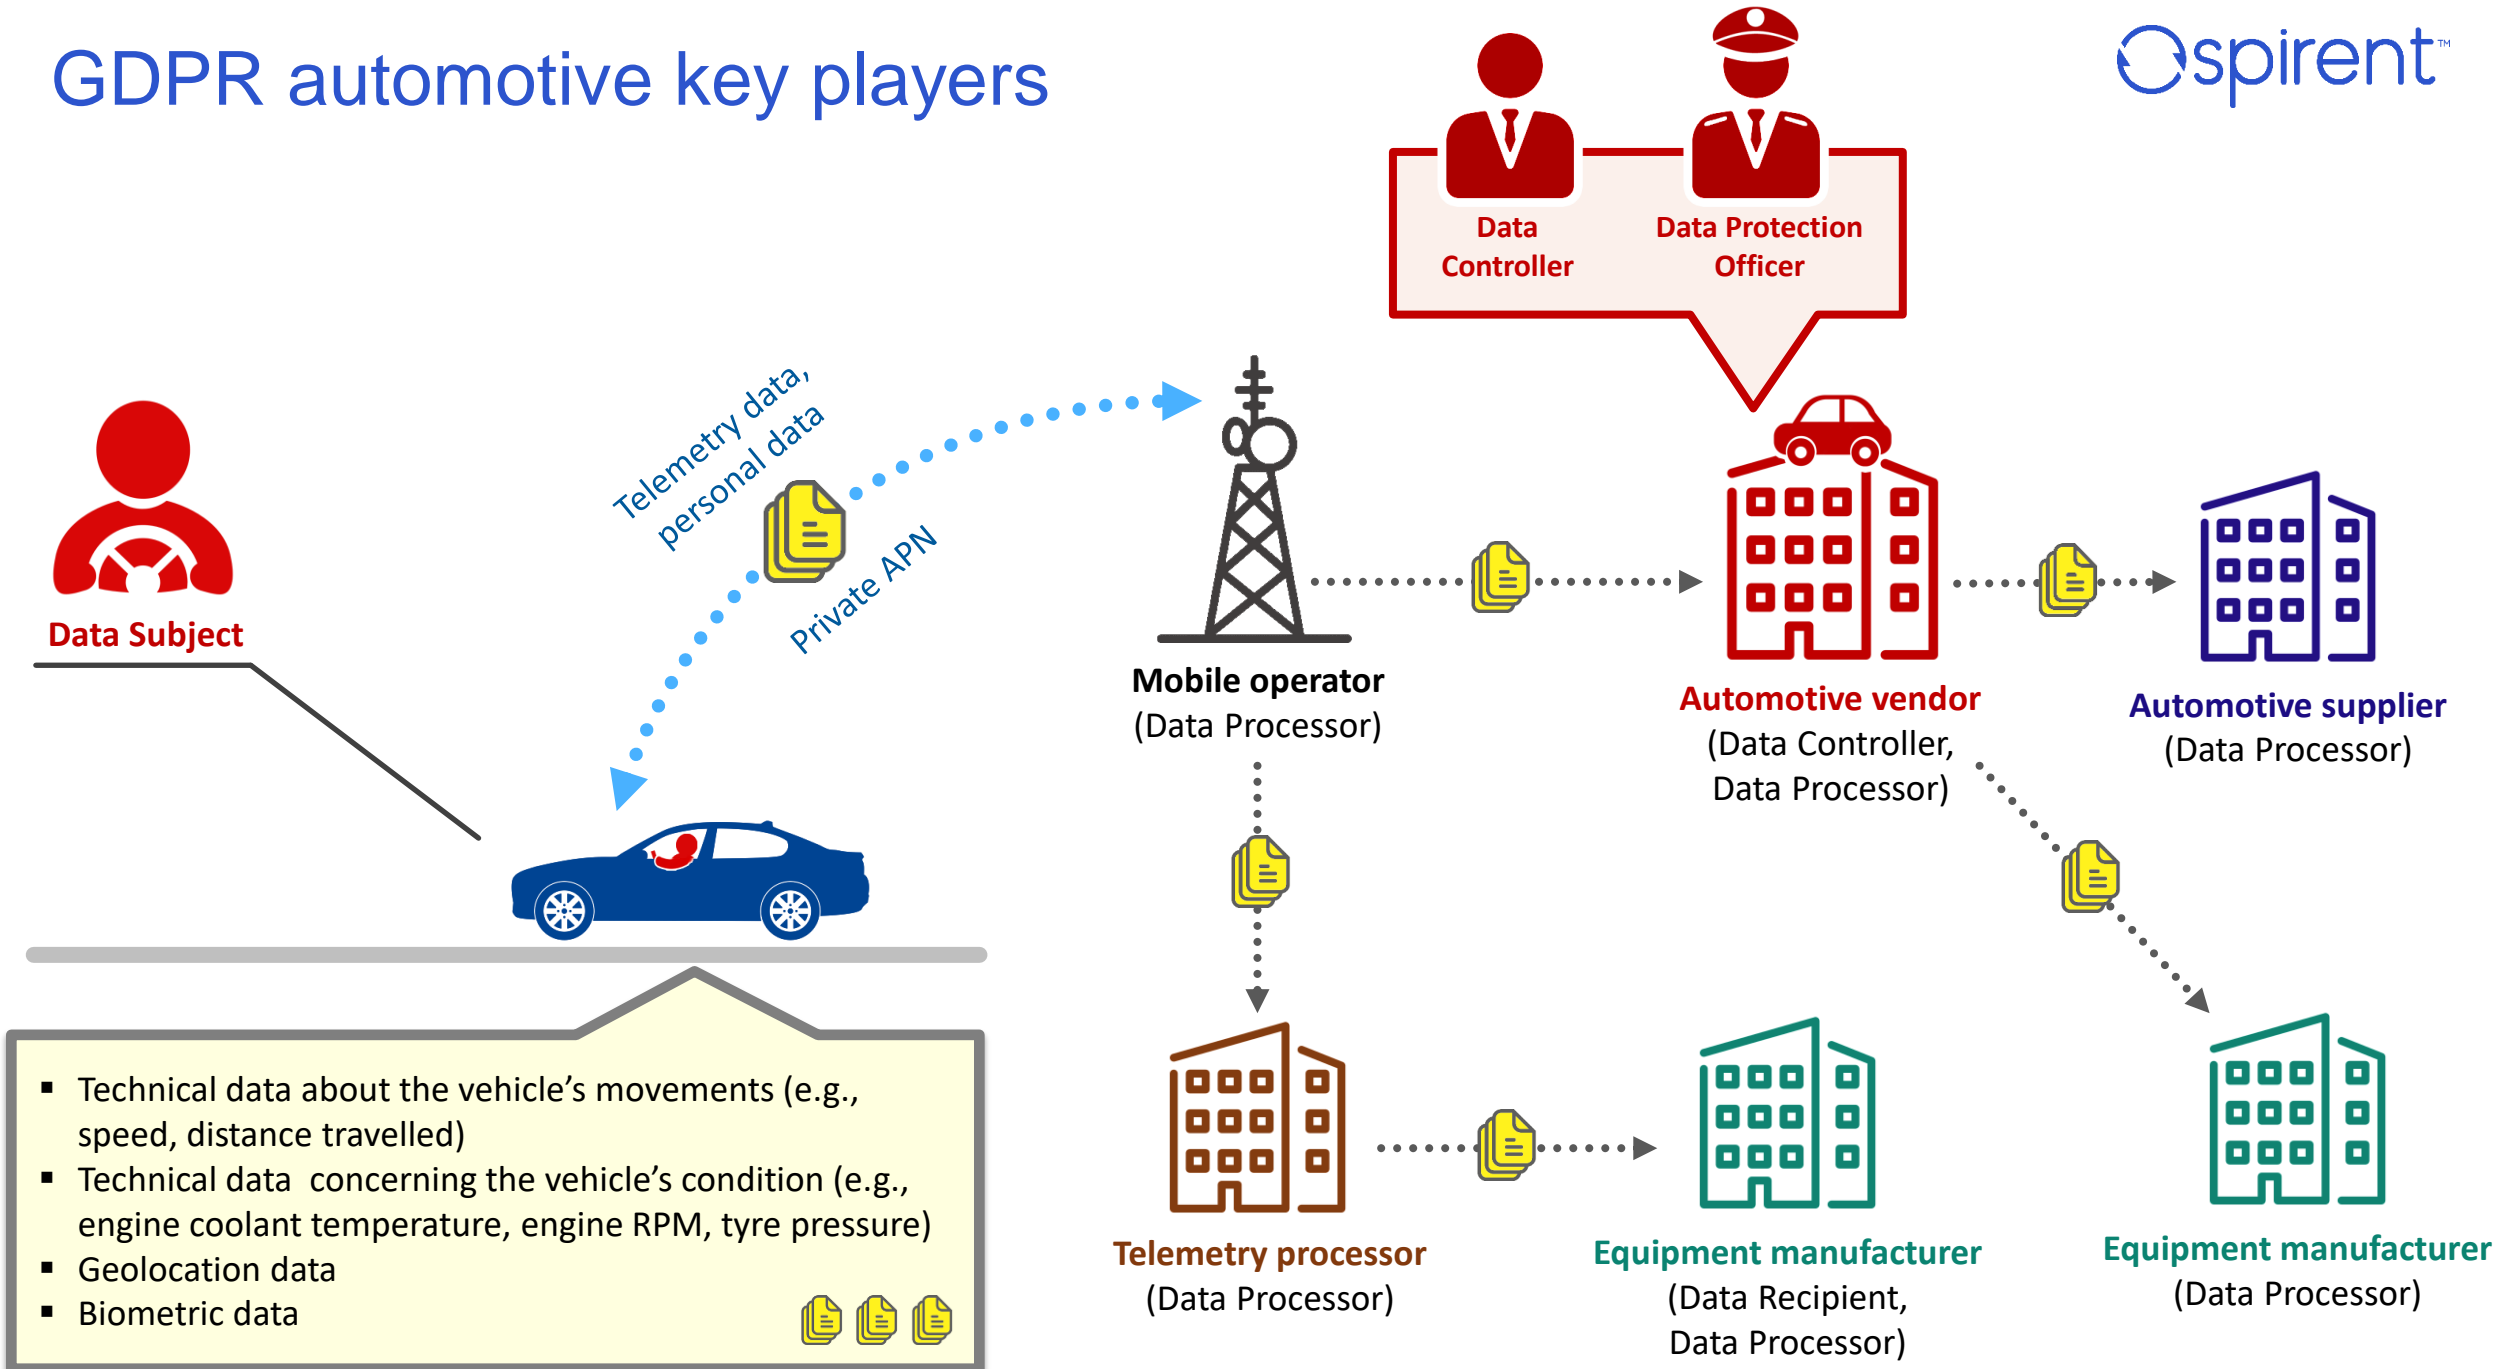 GDPR automotive key players
spirent™
Data
Controller
Data Protection
Officer
Telemetry data,
personal data
Private APN
Data Subject
Mobile operator
(Data Processor)
Automotive vendor
(Data Controller,
Data Processor)
Automotive supplier
(Data Processor)
▪ Technical data about the vehicle’s movements (e.g.,
speed, distance travelled)
▪ Technical data  concerning the vehicle’s condition (e.g.,
engine coolant temperature, engine RPM, tyre pressure)
▪ Geolocation data
▪ Biometric data
Telemetry processor
(Data Processor)
Equipment manufacturer
(Data Recipient,
Data Processor)
Equipment manufacturer
(Data Processor)